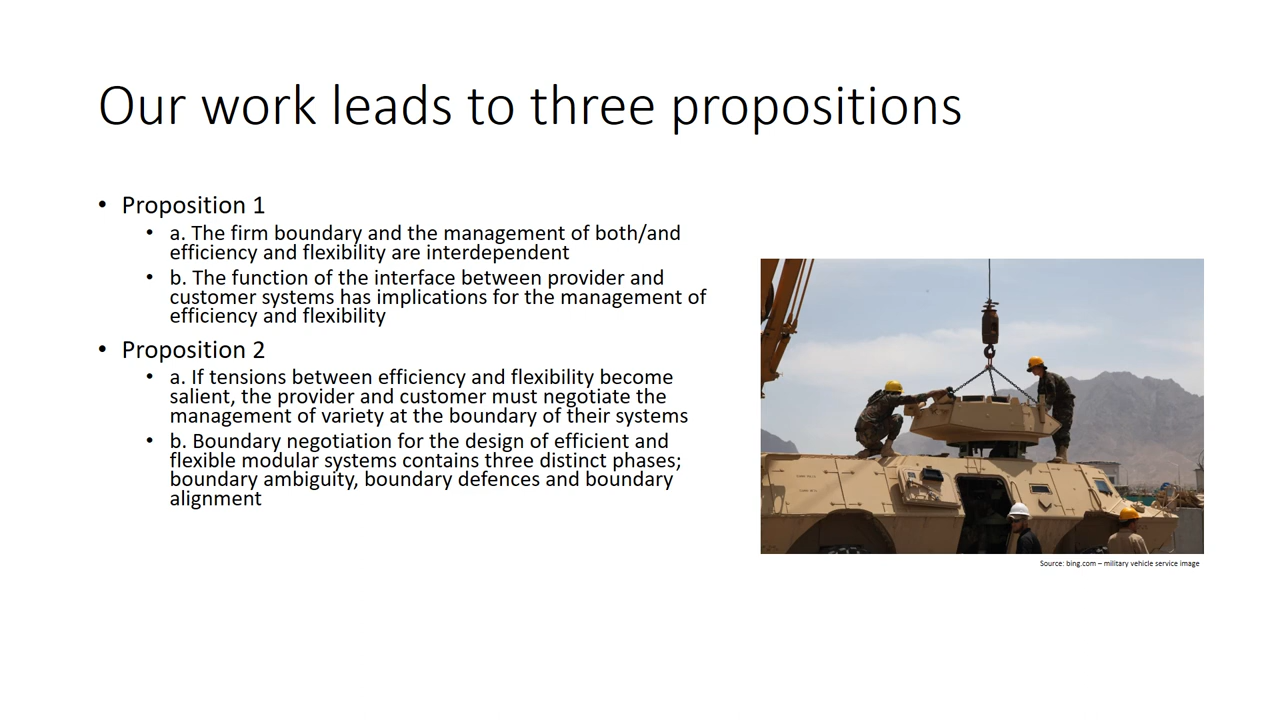 Our work leads to three propositions
• Proposition 1
• a. The firm boundary and the management of both/and
efficiency and flexibility are interdependent
• b. The function of the interface between provider and
customer systems has implications for the management of
efficiency and flexibility
• Proposition 2
• a. If tensions between efficiency and flexibility become
salient, the provider and customer must negotiate the
management of variety at the boundary of their systems
• b. Boundary negotiation for the design of efficient and
flexible modular systems contains three distinct phases;
boundary ambiguity, boundary defences and boundary
alignment
Source: bing.com – military vehicle service image